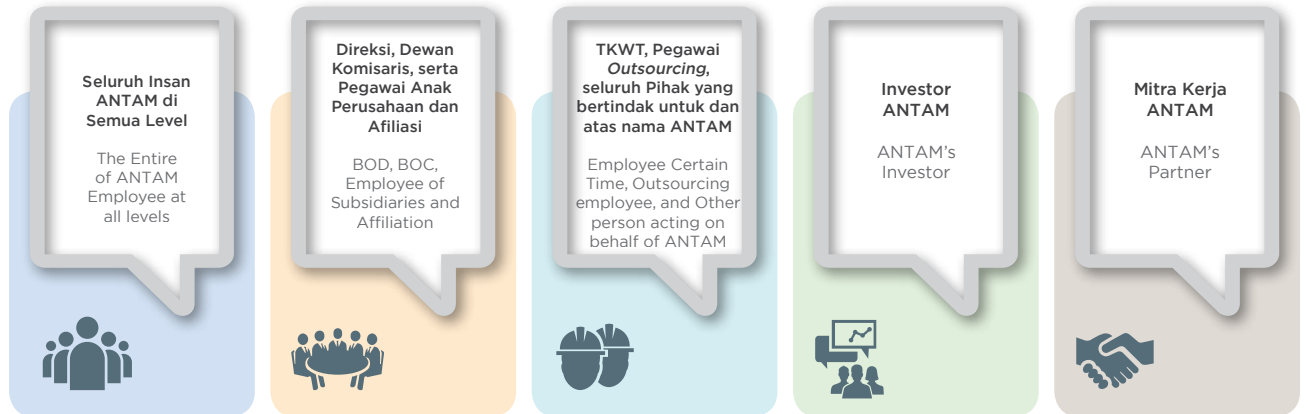 Seluruh Insan
ANTAM di
Semua Level
The Entire
of ANTAM
Employee at
all levels
Direksi, Dewan
Komisaris, serta
Pegawai Anak
Perusahaan dan
Afiliasi
BOD, BOC,
Employee of
Subsidiaries and
Affiliation
TKWT, Pegawai
Outsourcing,
seluruh Pihak yang
bertindak untuk dan
atas nama ANTAM
Employee Certain
Time, Outsourcing
employee, and Other
person acting on
behalf of ANTAM
Investor
ANTAM
ANTAM's
Investor
Mitra Kerja
ANTAM
ANTAM's
Partner